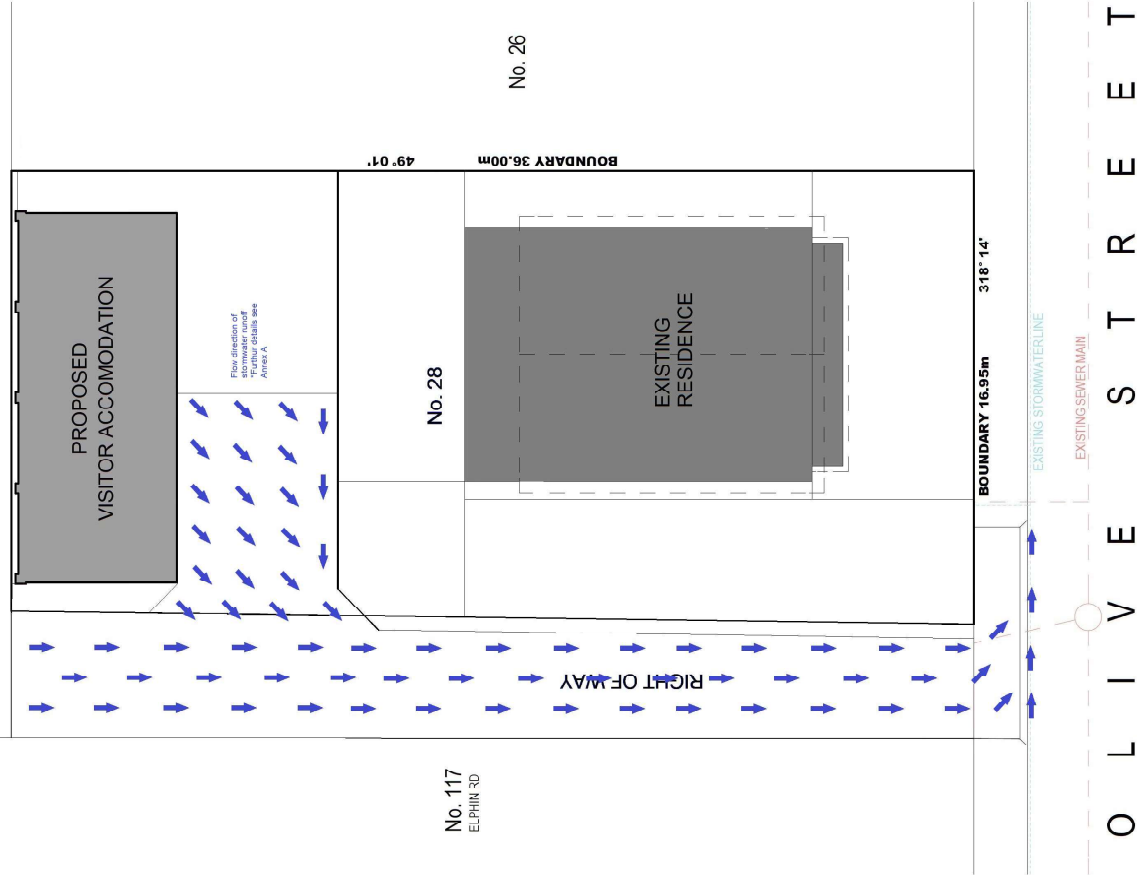 No. 26
BOUNDARY 36.00m
49° 01'
PROPOSED
VISITOR ACCOMODATION
Flow direction of
stormwater runoff
*Furthur details see
Annex A
No. 28
EXISTING
RESIDENCE
BOUNDARY 16.95m
318° 14'
EXISTING STORMWATER LINE
EXISTING SEWER MAIN
OLIVE STREET
RIGHT OF WAY
No. 117
ELPHIN RD